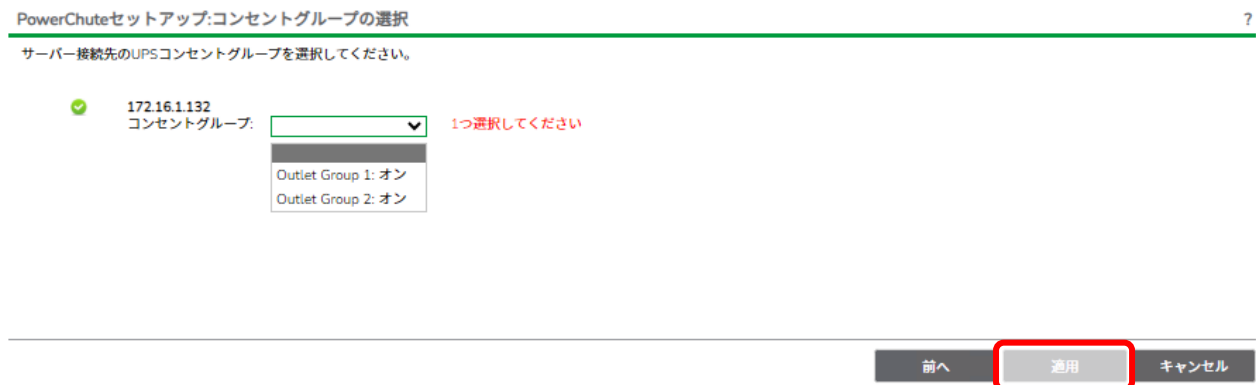 PowerChuteセットアップ:コンセントグループの選択 ?
サーバー接続先のUPSコンセントグループを選択してください。
172.16.1.132
コンセントグループ: 1つ選択してください
Outlet Group 1: オン
Outlet Group 2: オン
前へ 適用 キャンセル